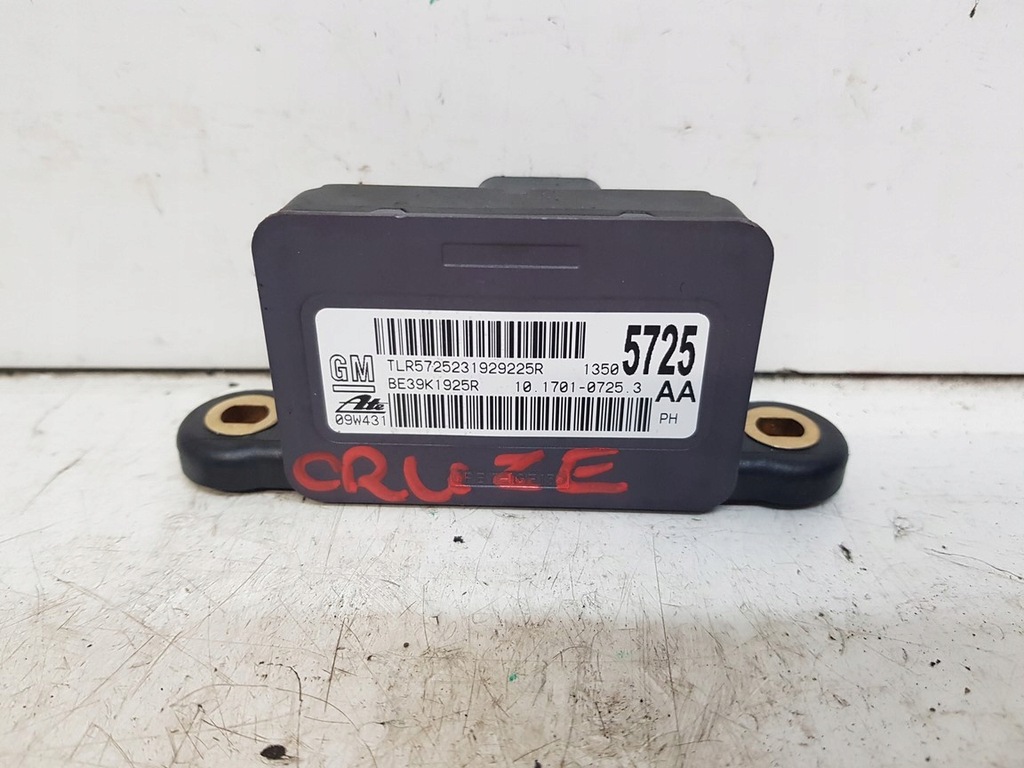 GM
TLR5725231929225R
1350 5725
BE39K1925R
10.1701-0725.3
AA
Ate
09W431
PH
CRUZE